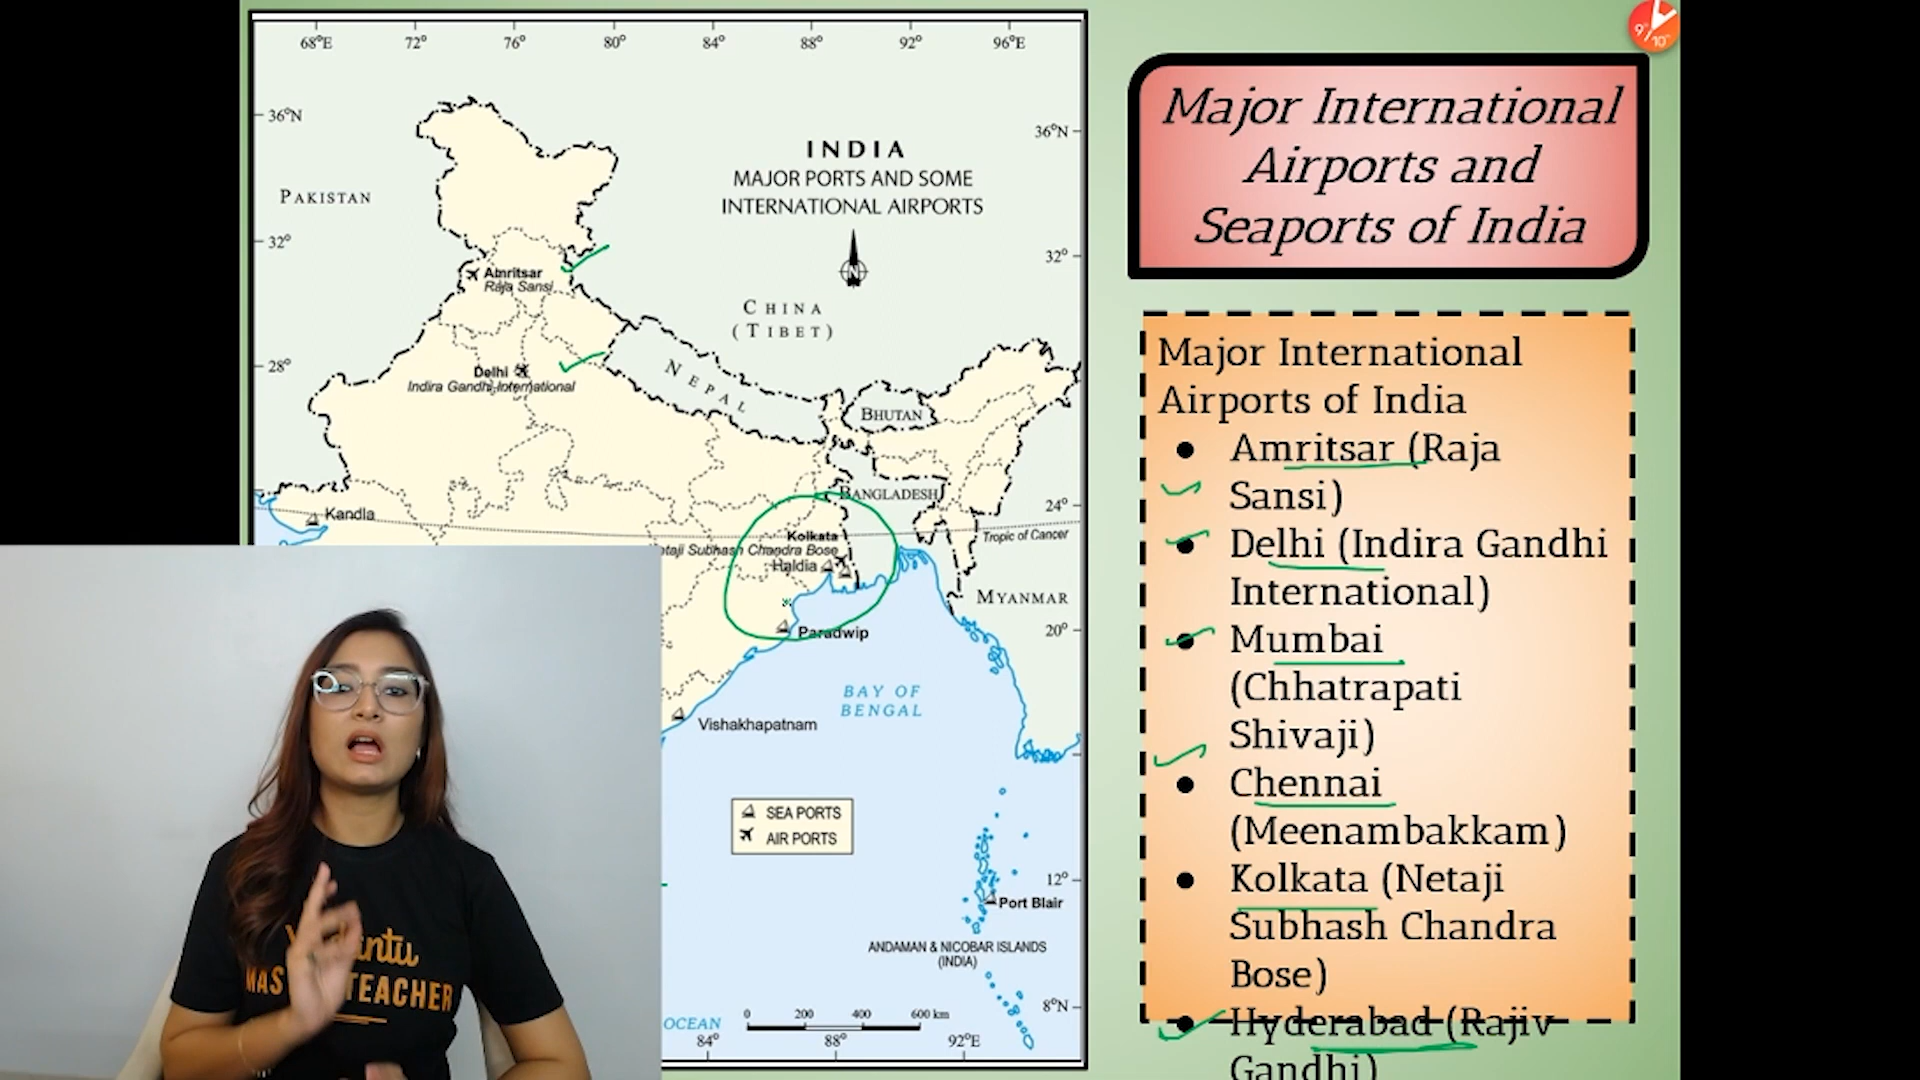 68°E 72° 76° 80° 84° 88° 92° 96°E
36°N
36°N
INDIA
MAJOR PORTS AND SOME
INTERNATIONAL AIRPORTS
PAKISTAN
32°
32°
Amritsar
Raja Sansi
CHINA
(TIBET)
28°
Delhi
Indira Gandhi International
NEPAL
BHUTAN
BANGLADESH
24°
Kandla
Tropic of Cancer
Kolkata
etaji Subhash Chandra Bose
Haldia
MYANMAR
20°
Paradwip
BAY OF
BENGAL
Vishakhapatnam
SEA PORTS
AIR PORTS
12°
Port Blair
ANDAMAN & NICOBAR ISLANDS
(INDIA)
8°N
OCEAN
0 200 400 600 km
84° 88° 92°E
MAS TEACHER
Major International
Airports and
Seaports of India
Major International
Airports of India
• Amritsar (Raja
Sansi)
• Delhi (Indira Gandhi
International)
• Mumbai
(Chhatrapati
Shivaji)
• Chennai
(Meenambakkam)
• Kolkata (Netaji
Subhash Chandra
Bose)
• Hyderabad (Rajiv
Gandhi)